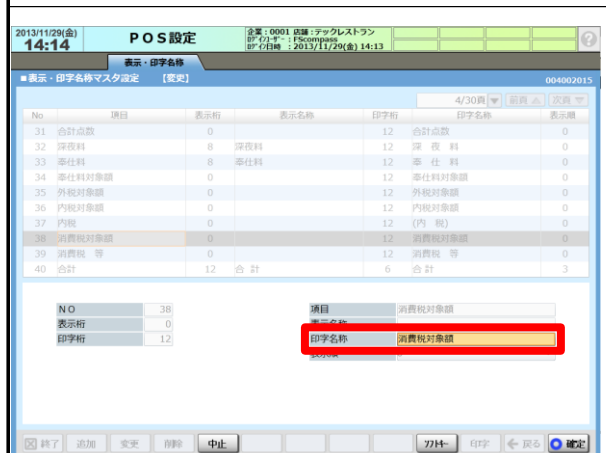 2013/11/29(金)
14:14
POS設定
企業:0001 店舗:テックレストラン
ﾛｸﾞｲﾝﾕｰｻﾞｰ:FScompass
ﾛｸﾞｲﾝ日時 :2013/11/29(金) 14:13
表示・印字名称
■表示・印字名称マスタ設定 【変更】 004002015
4/30頁 前頁 次頁
No 項目 表示桁 表示名称 印字桁 印字名称 表示順
31 合計点数 0 12 合計点数 0
32 深夜料 8 深夜料 12 深 夜 料 0
33 奉仕料 8 奉仕料 12 奉 仕 料 0
34 奉仕料対象額 0 12 奉仕料対象額 0
35 外税対象額 0 12 外税対象額 0
36 内税対象額 0 12 内税対象額 0
37 内税 0 12 (内 税) 0
38 消費税対象額 0 12 消費税対象額 0
39 消費税 等 0 12 消費税 等 0
40 合計 12 合 計 6 合 計 3
NO 38 項目 消費税対象額
表示桁 0 表示名称
印字桁 12 印字名称 消費税対象額
表示順
終了 追加 変更 削除 中止 ｿﾌﾄｷｰ 印字 戻る 確定